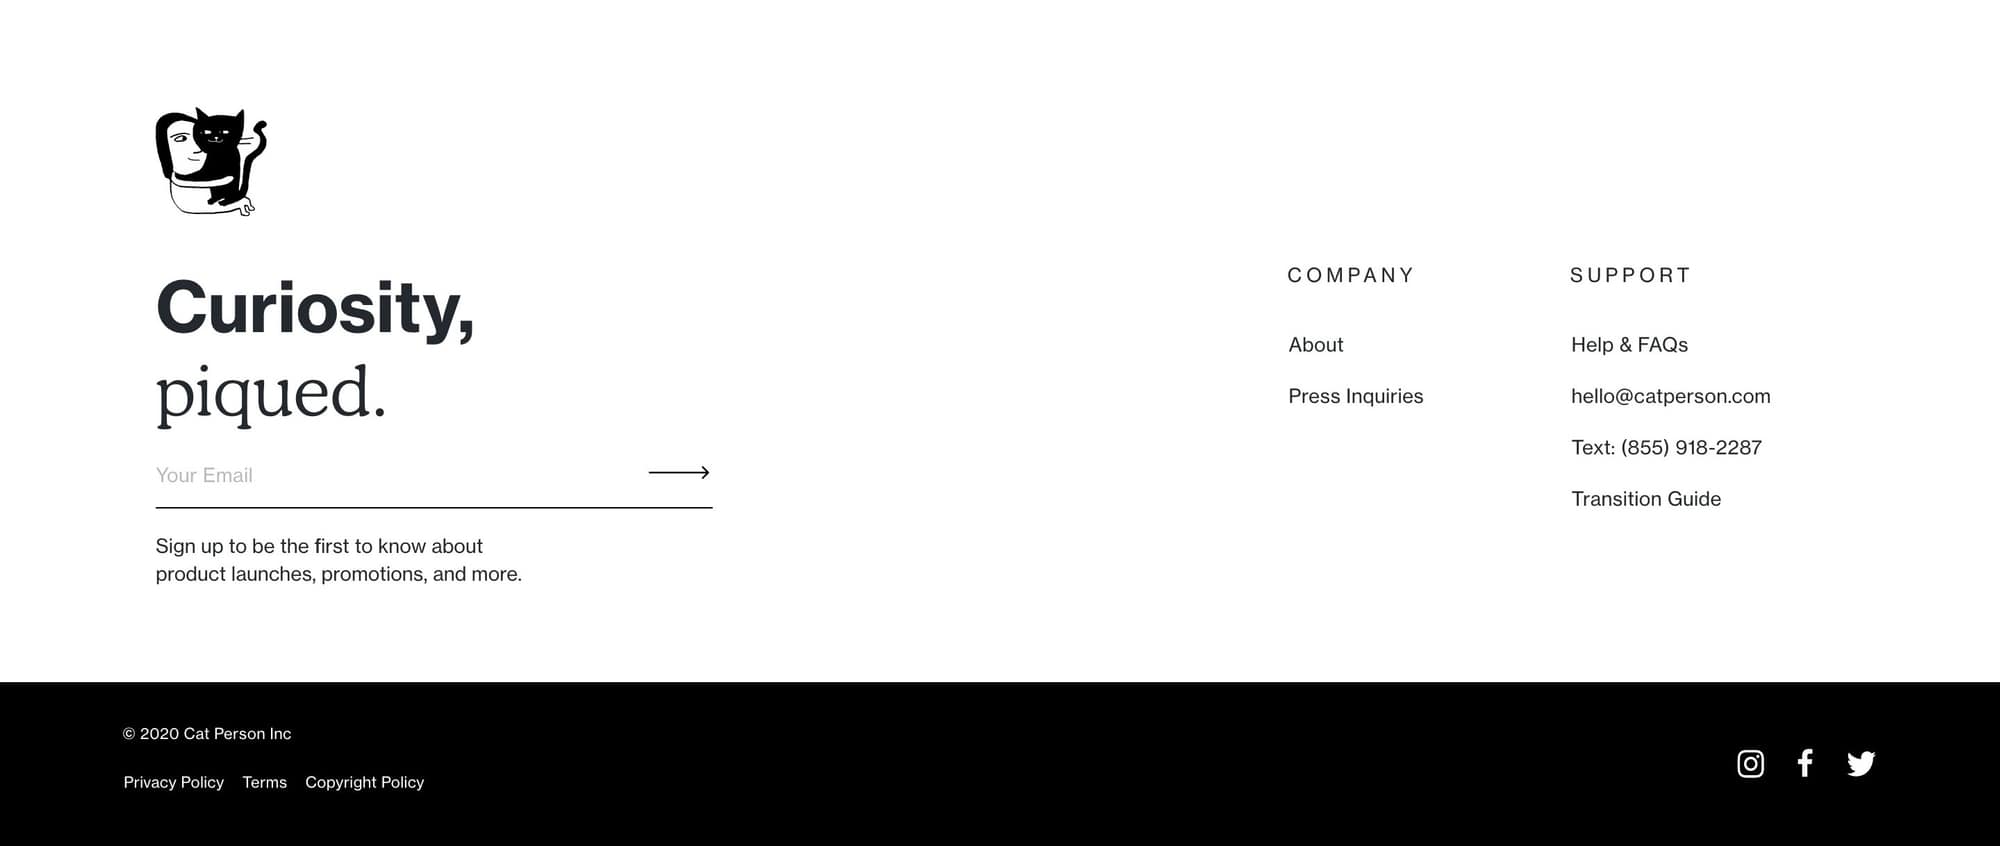 Curiosity,
piqued.
Your Email
Sign up to be the first to know about
product launches, promotions, and more.
COMPANY
About
Press Inquiries
SUPPORT
Help & FAQs
hello@catperson.com
Text: (855) 918-2287
Transition Guide
© 2020 Cat Person Inc
Privacy Policy Terms Copyright Policy